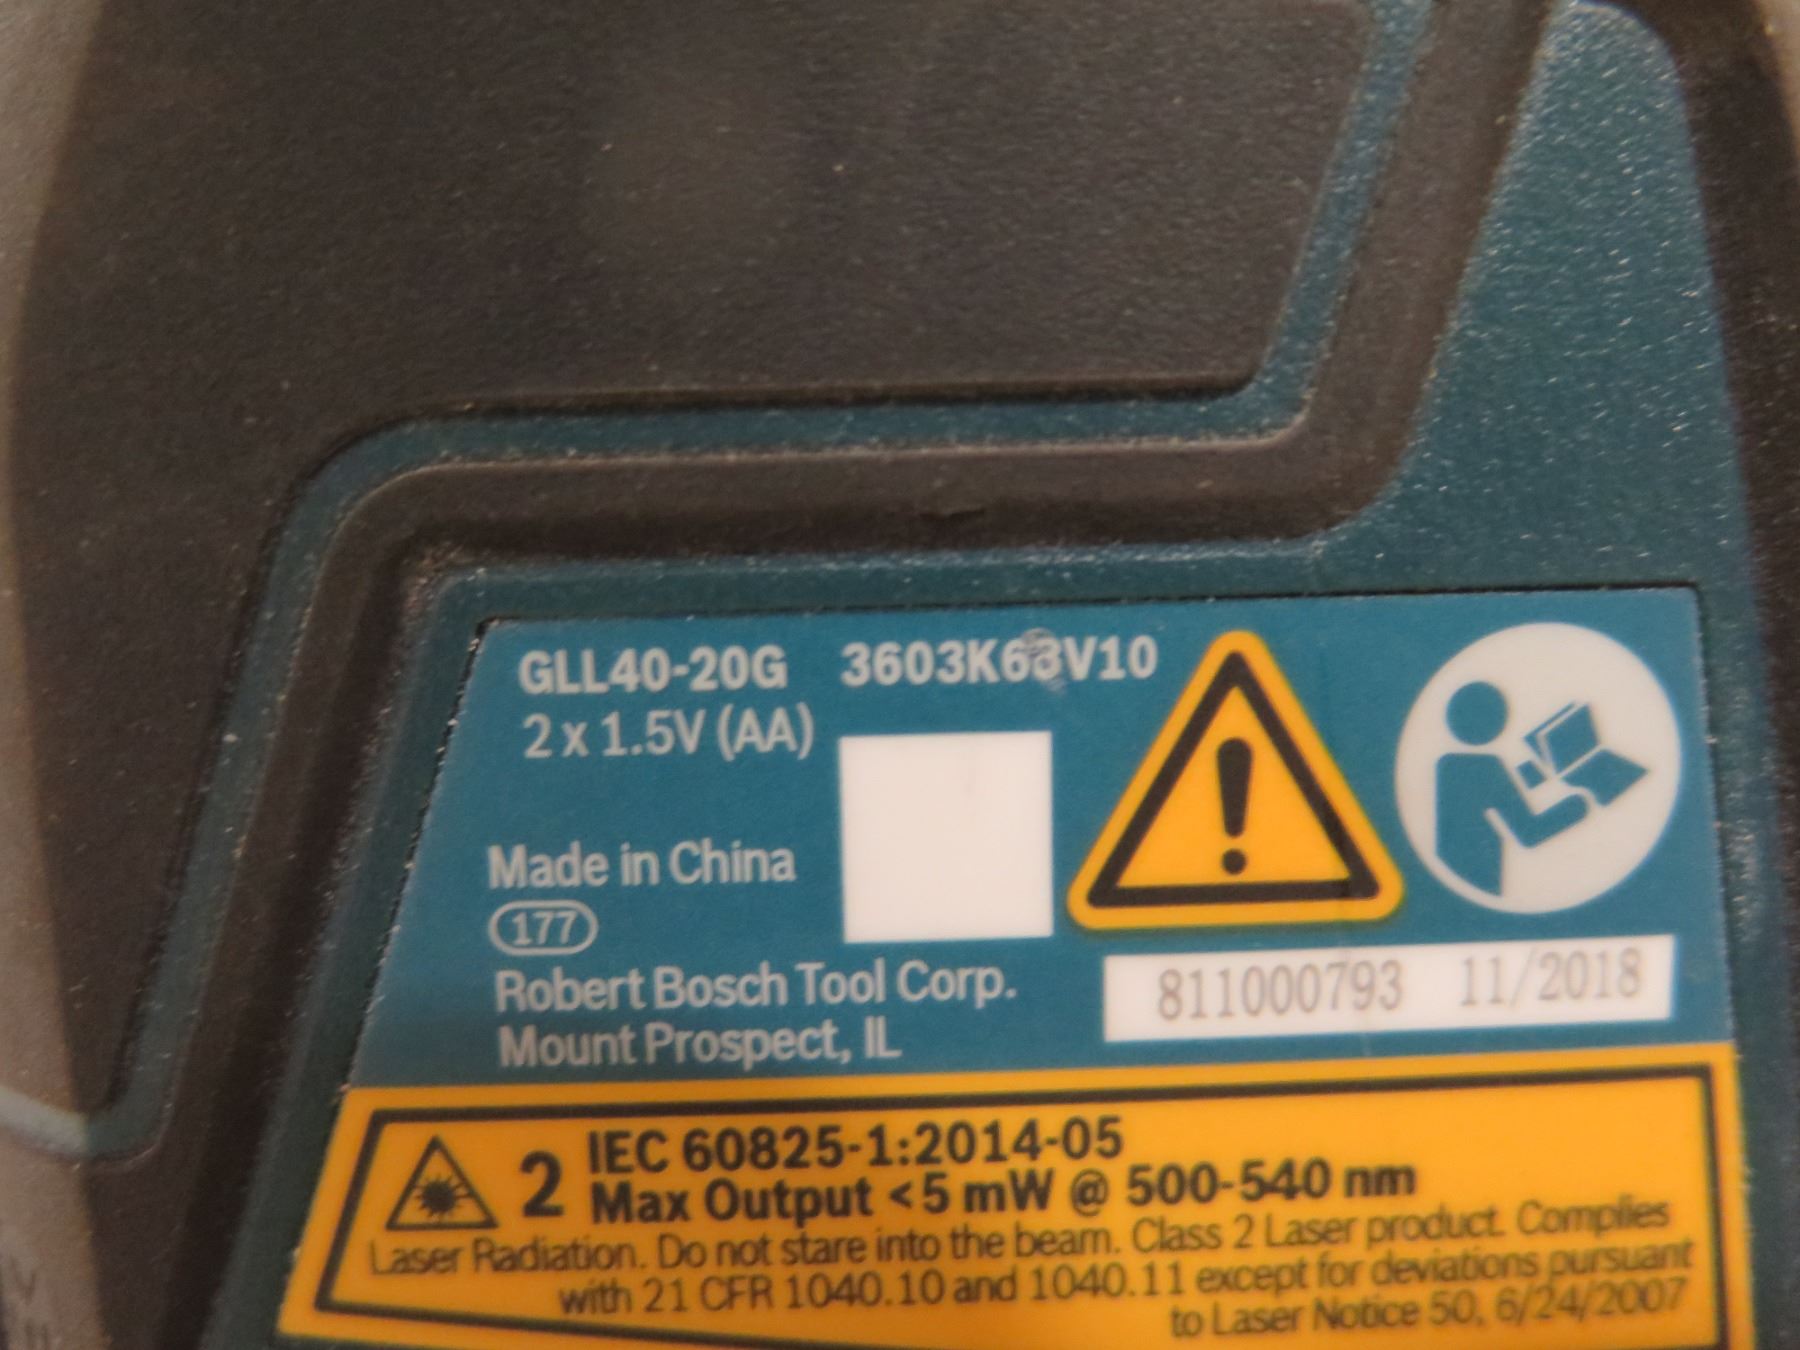 GLL40-20G 3603K63V10
2 x 1.5V (AA)
Made in China
177
Robert Bosch Tool Corp.
Mount Prospect, IL
811000793 11/2018
2 IEC 60825-1:2014-05
Max Output <5 mW @ 500-540 nm
Laser Radiation. Do not stare into the beam. Class 2 Laser product. Complies
with 21 CFR 1040.10 and 1040.11 except for deviations pursuant
to Laser Notice 50, 6/24/2007